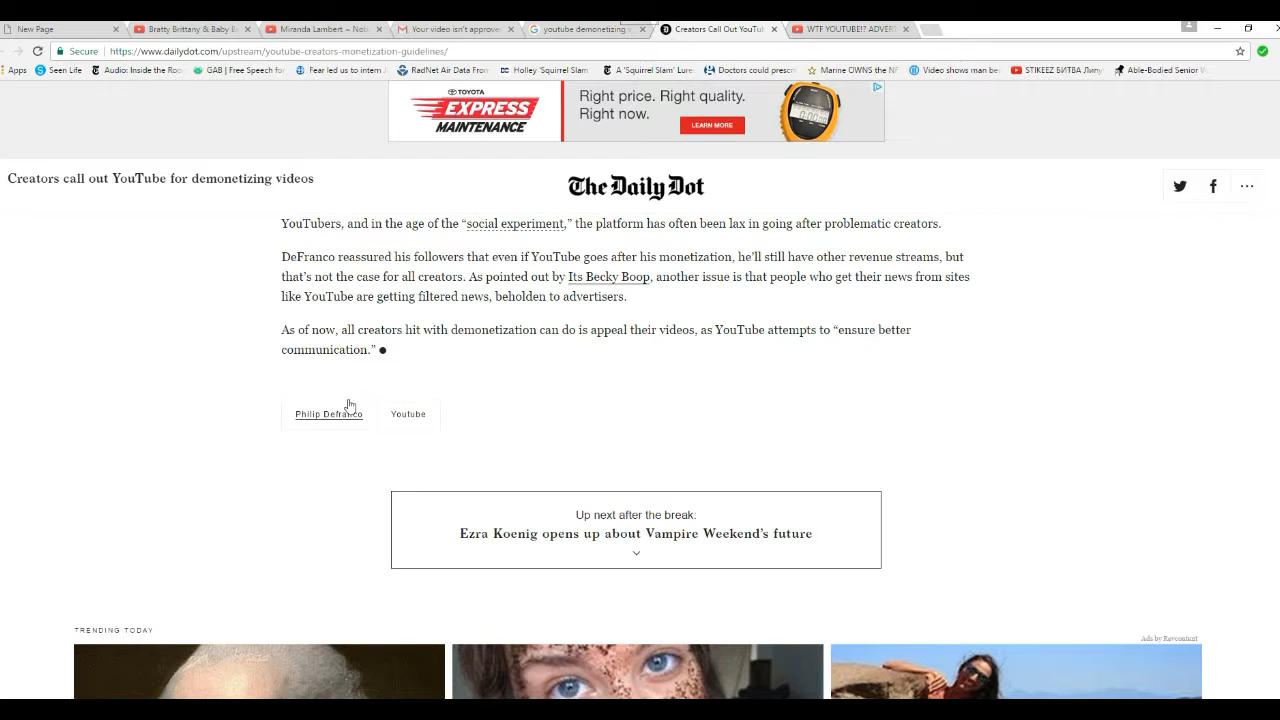 New Page
Bratty Brittany & Baby B
Miranda Lambert ~ Nob
Your video isn't approve
youtube demonetizing v
Creators Call Out YouTu
WTF YOUTUBE!? ADVERT
Secure
https://www.dailydot.com/upstream/youtube-creators-monetization-guidelines/
Apps
Seen Life
Audio: Inside the Roo
GAB | Free Speech fo
Fear led us to intern J
RadNet Air Data From
Holley 'Squirrel Slam
A 'Squirrel Slam' Lure
Doctors could prescr
Marine OWNS the NF
Video shows man be
STIKEEZ БИТВА Липу
Able-Bodied Senior W
TOYOTA
EXPRESS
MAINTENANCE
Right price. Right quality.
Right now.
LEARN MORE
Creators call out YouTube for demonetizing videos
The Daily Dot
YouTubers, and in the age of the “social experiment,” the platform has often been lax in going after problematic creators.
DeFranco reassured his followers that even if YouTube goes after his monetization, he’ll still have other revenue streams, but
that’s not the case for all creators. As pointed out by Its Becky Boop, another issue is that people who get their news from sites
like YouTube are getting filtered news, beholden to advertisers.
As of now, all creators hit with demonetization can do is appeal their videos, as YouTube attempts to “ensure better
communication.”
Philip Defranco
Youtube
Up next after the break:
Ezra Koenig opens up about Vampire Weekend’s future
TRENDING TODAY
Ads by Revcontent